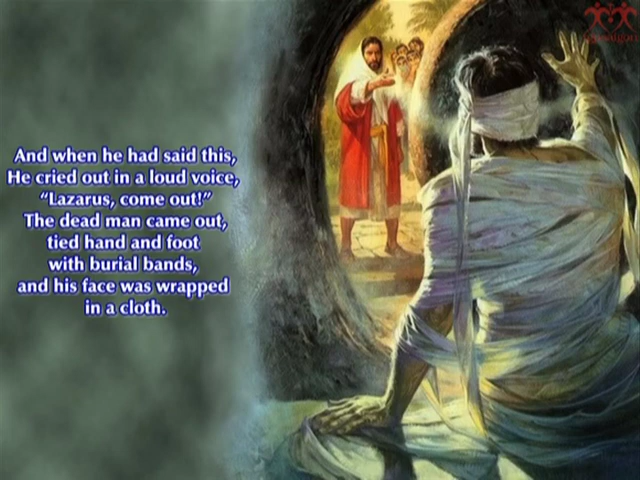 And when he had said this,
He cried out in a loud voice,
“Lazarus, come out!”
The dead man came out,
tied hand and foot
with burial bands,
and his face was wrapped
in a cloth.